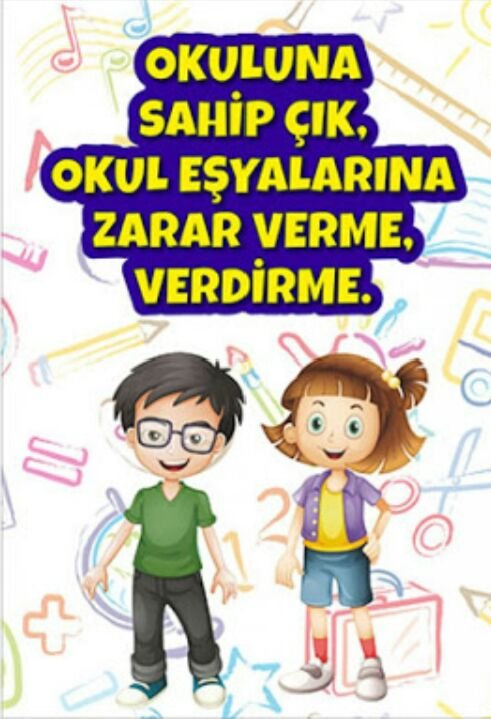 OKULUNA
SAHİP ÇIK,
OKUL EŞYALARINA
ZARAR VERME,
VERDİRME.